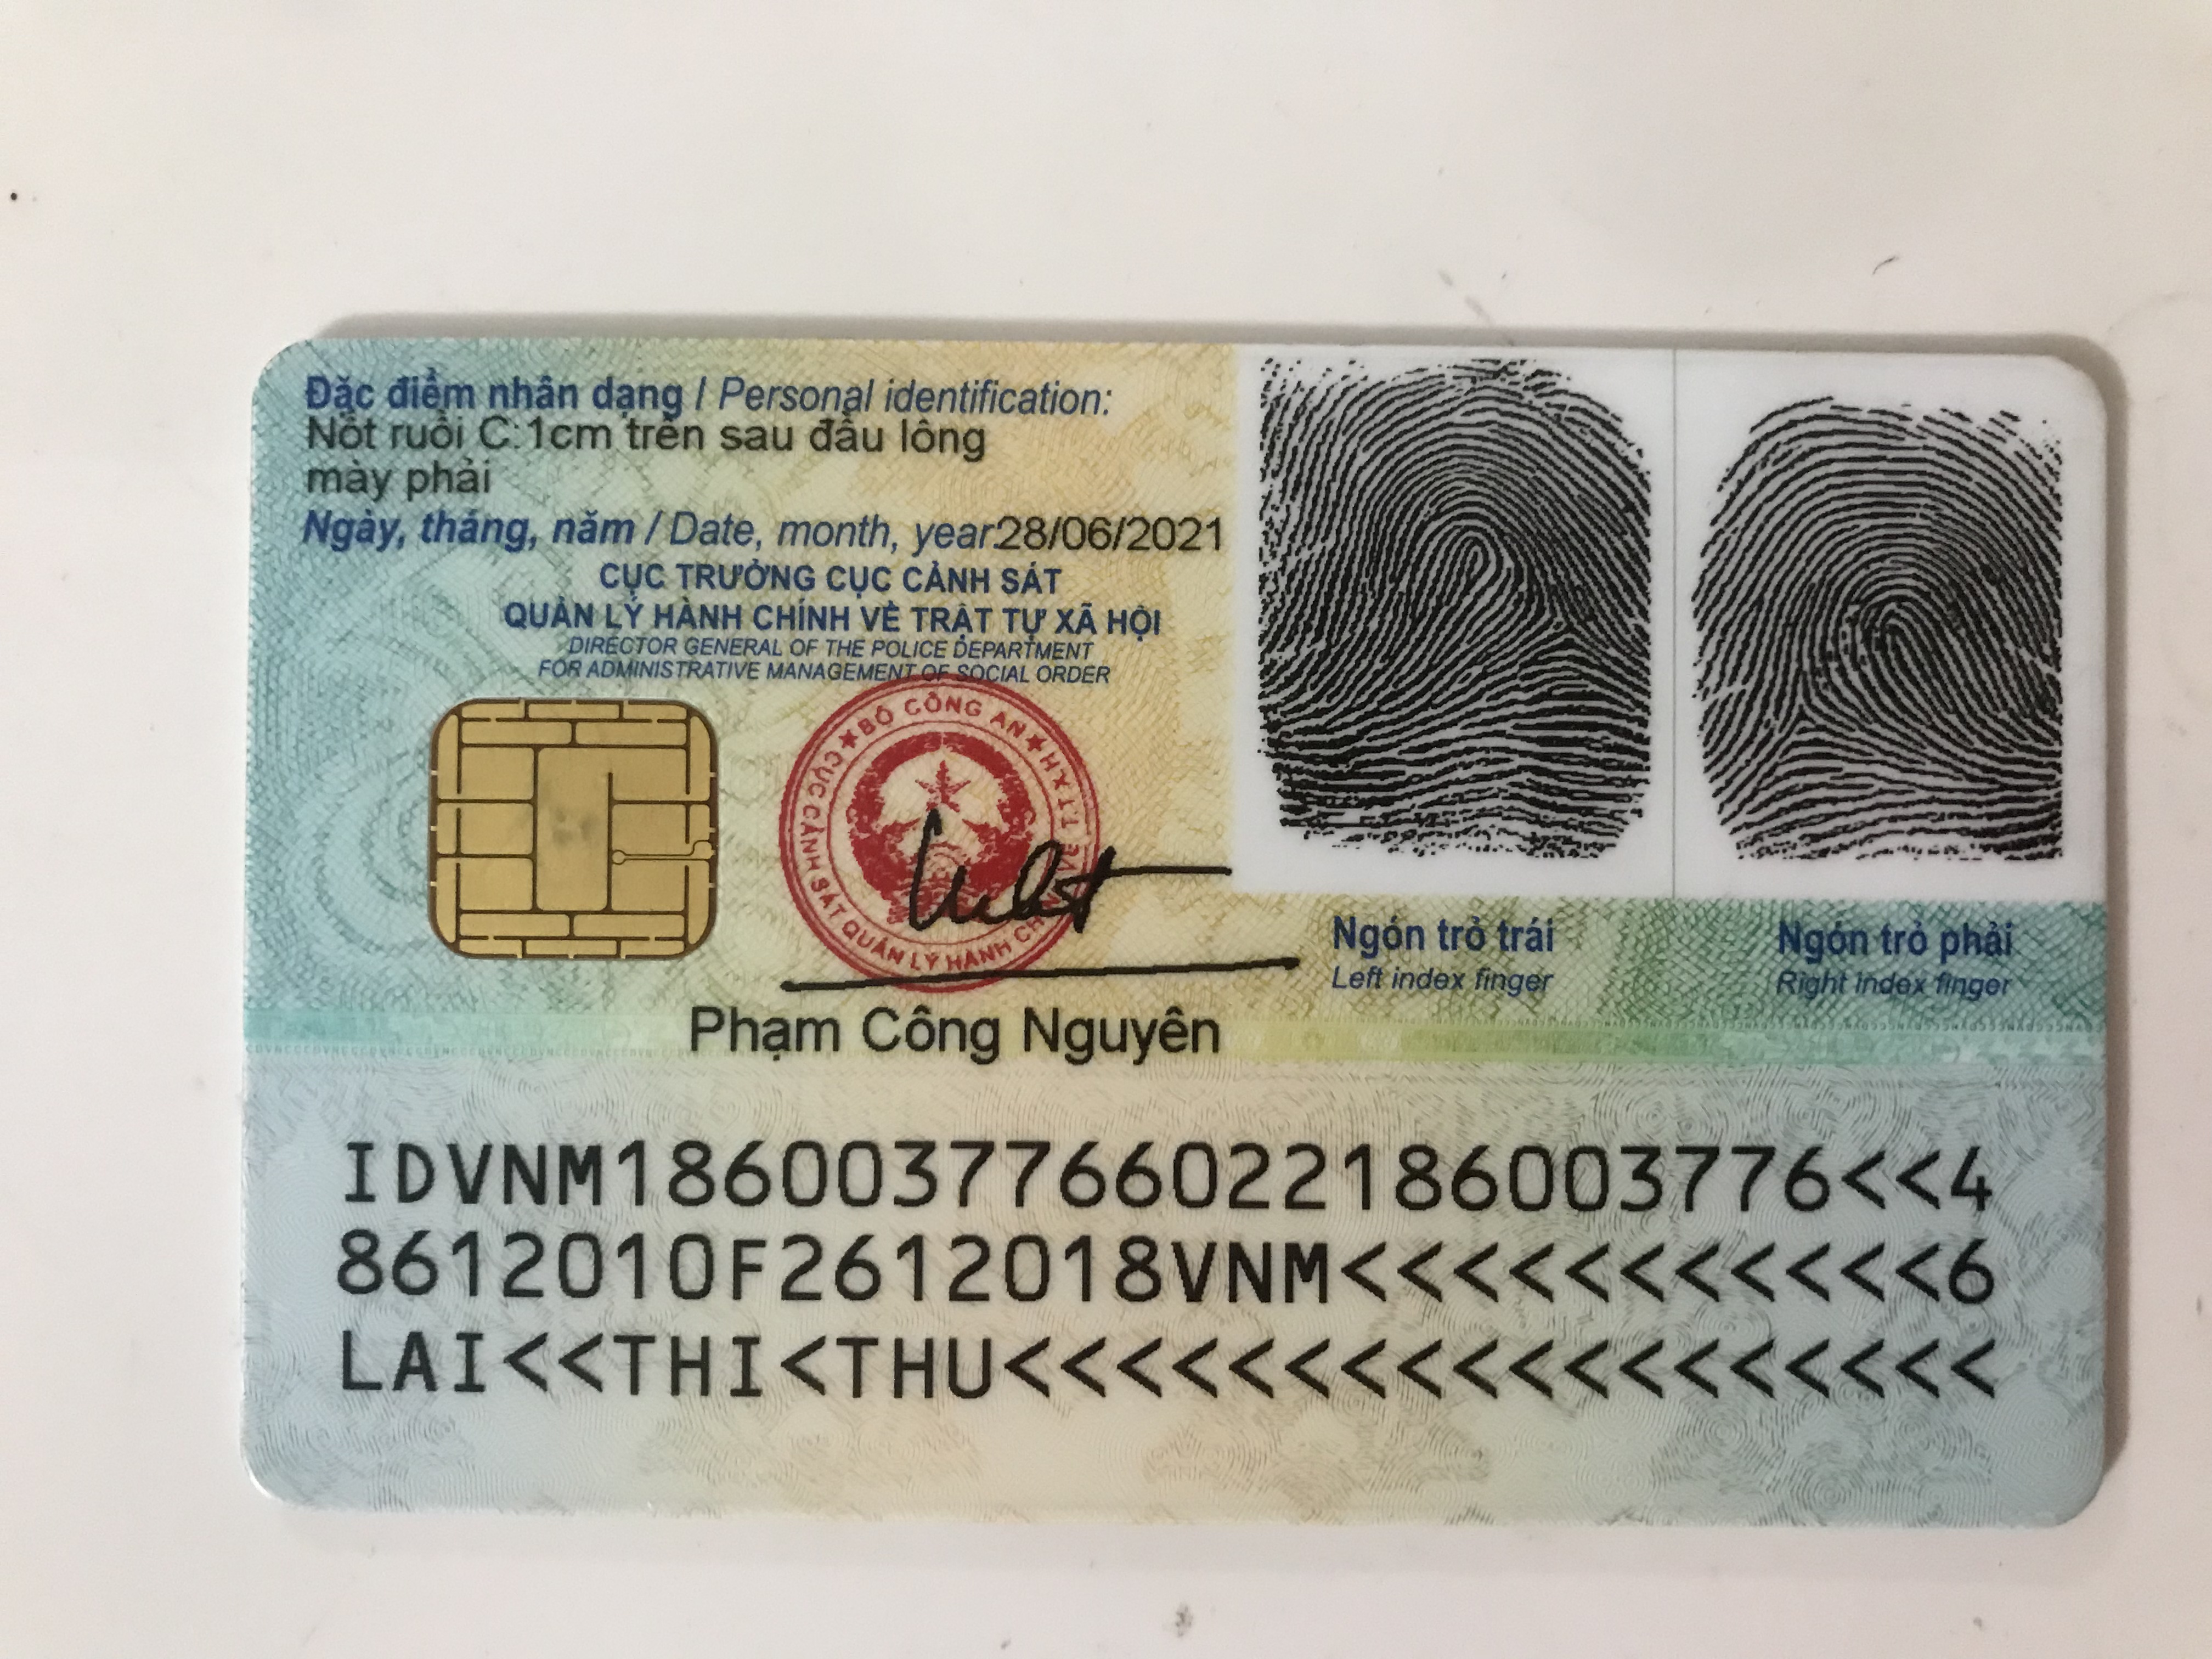 Đặc điểm nhân dạng / Personal identification:
Nốt ruồi C:1cm trên sau đầu lông
mày phải
Ngày, tháng, năm / Date, month, year28/06/2021
CỤC TRƯỞNG CỤC CẢNH SÁT
QUẢN LÝ HÀNH CHÍNH VỀ TRẬT TỰ XÃ HỘI
DIRECTOR GENERAL OF THE POLICE DEPARTMENT
FOR ADMINISTRATIVE MANAGEMENT OF SOCIAL ORDER
★ BỘ CÔNG AN ★
CỤC CẢNH SÁT QUẢN LÝ HÀNH CHÍNH VỀ T.T.X.H
Phạm Công Nguyên
Ngón trỏ trái
Left index finger
Ngón trỏ phải
Right index finger
IDVNM1860037766022186003776<<4
8612010F2612018VNM<<<<<<<<<<<6
LAI<<THI<THU<<<<<<<<<<<<<<<<<<